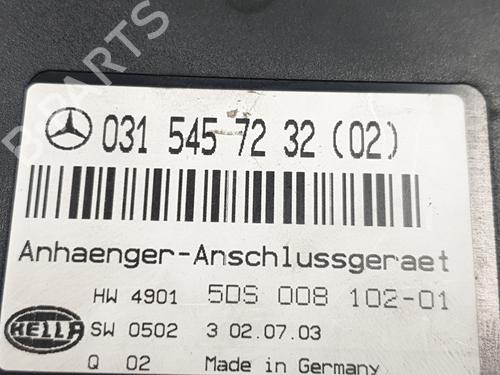 B-PARTS
031 545 72 32 (02)
Anhaenger-Anschlussgeraet
HW 4901 5DS 008 102-01
HELLA SW 0502 3 02.07.03
Q 02 Made in Germany